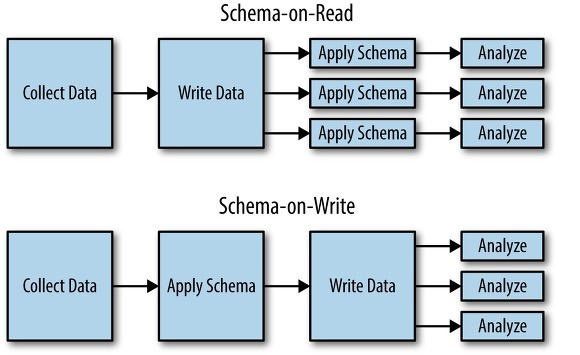 Schema-on-Read
Collect Data
Write Data
Apply Schema
Analyze
Apply Schema
Analyze
Apply Schema
Analyze
Schema-on-Write
Collect Data
Apply Schema
Write Data
Analyze
Analyze
Analyze